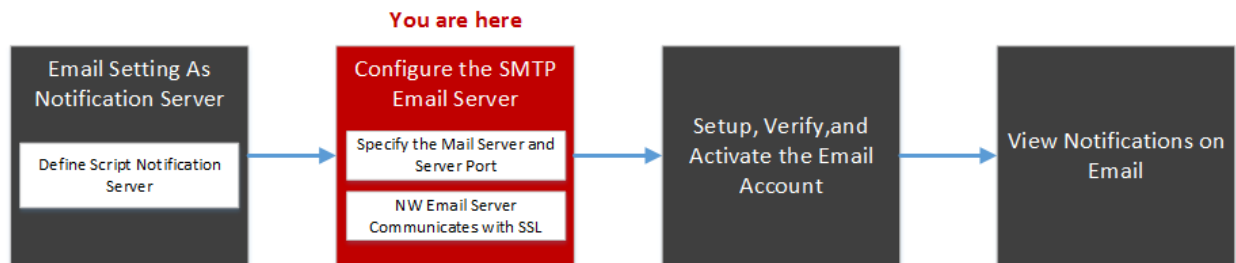 You are here
Email Setting As
Notification Server
Define Script Notification
Server
Configure the SMTP
Email Server
Specify the Mail Server and
Server Port
NW Email Server
Communicates with SSL
Setup, Verify,and
Activate the Email
Account
View Notifications on
Email